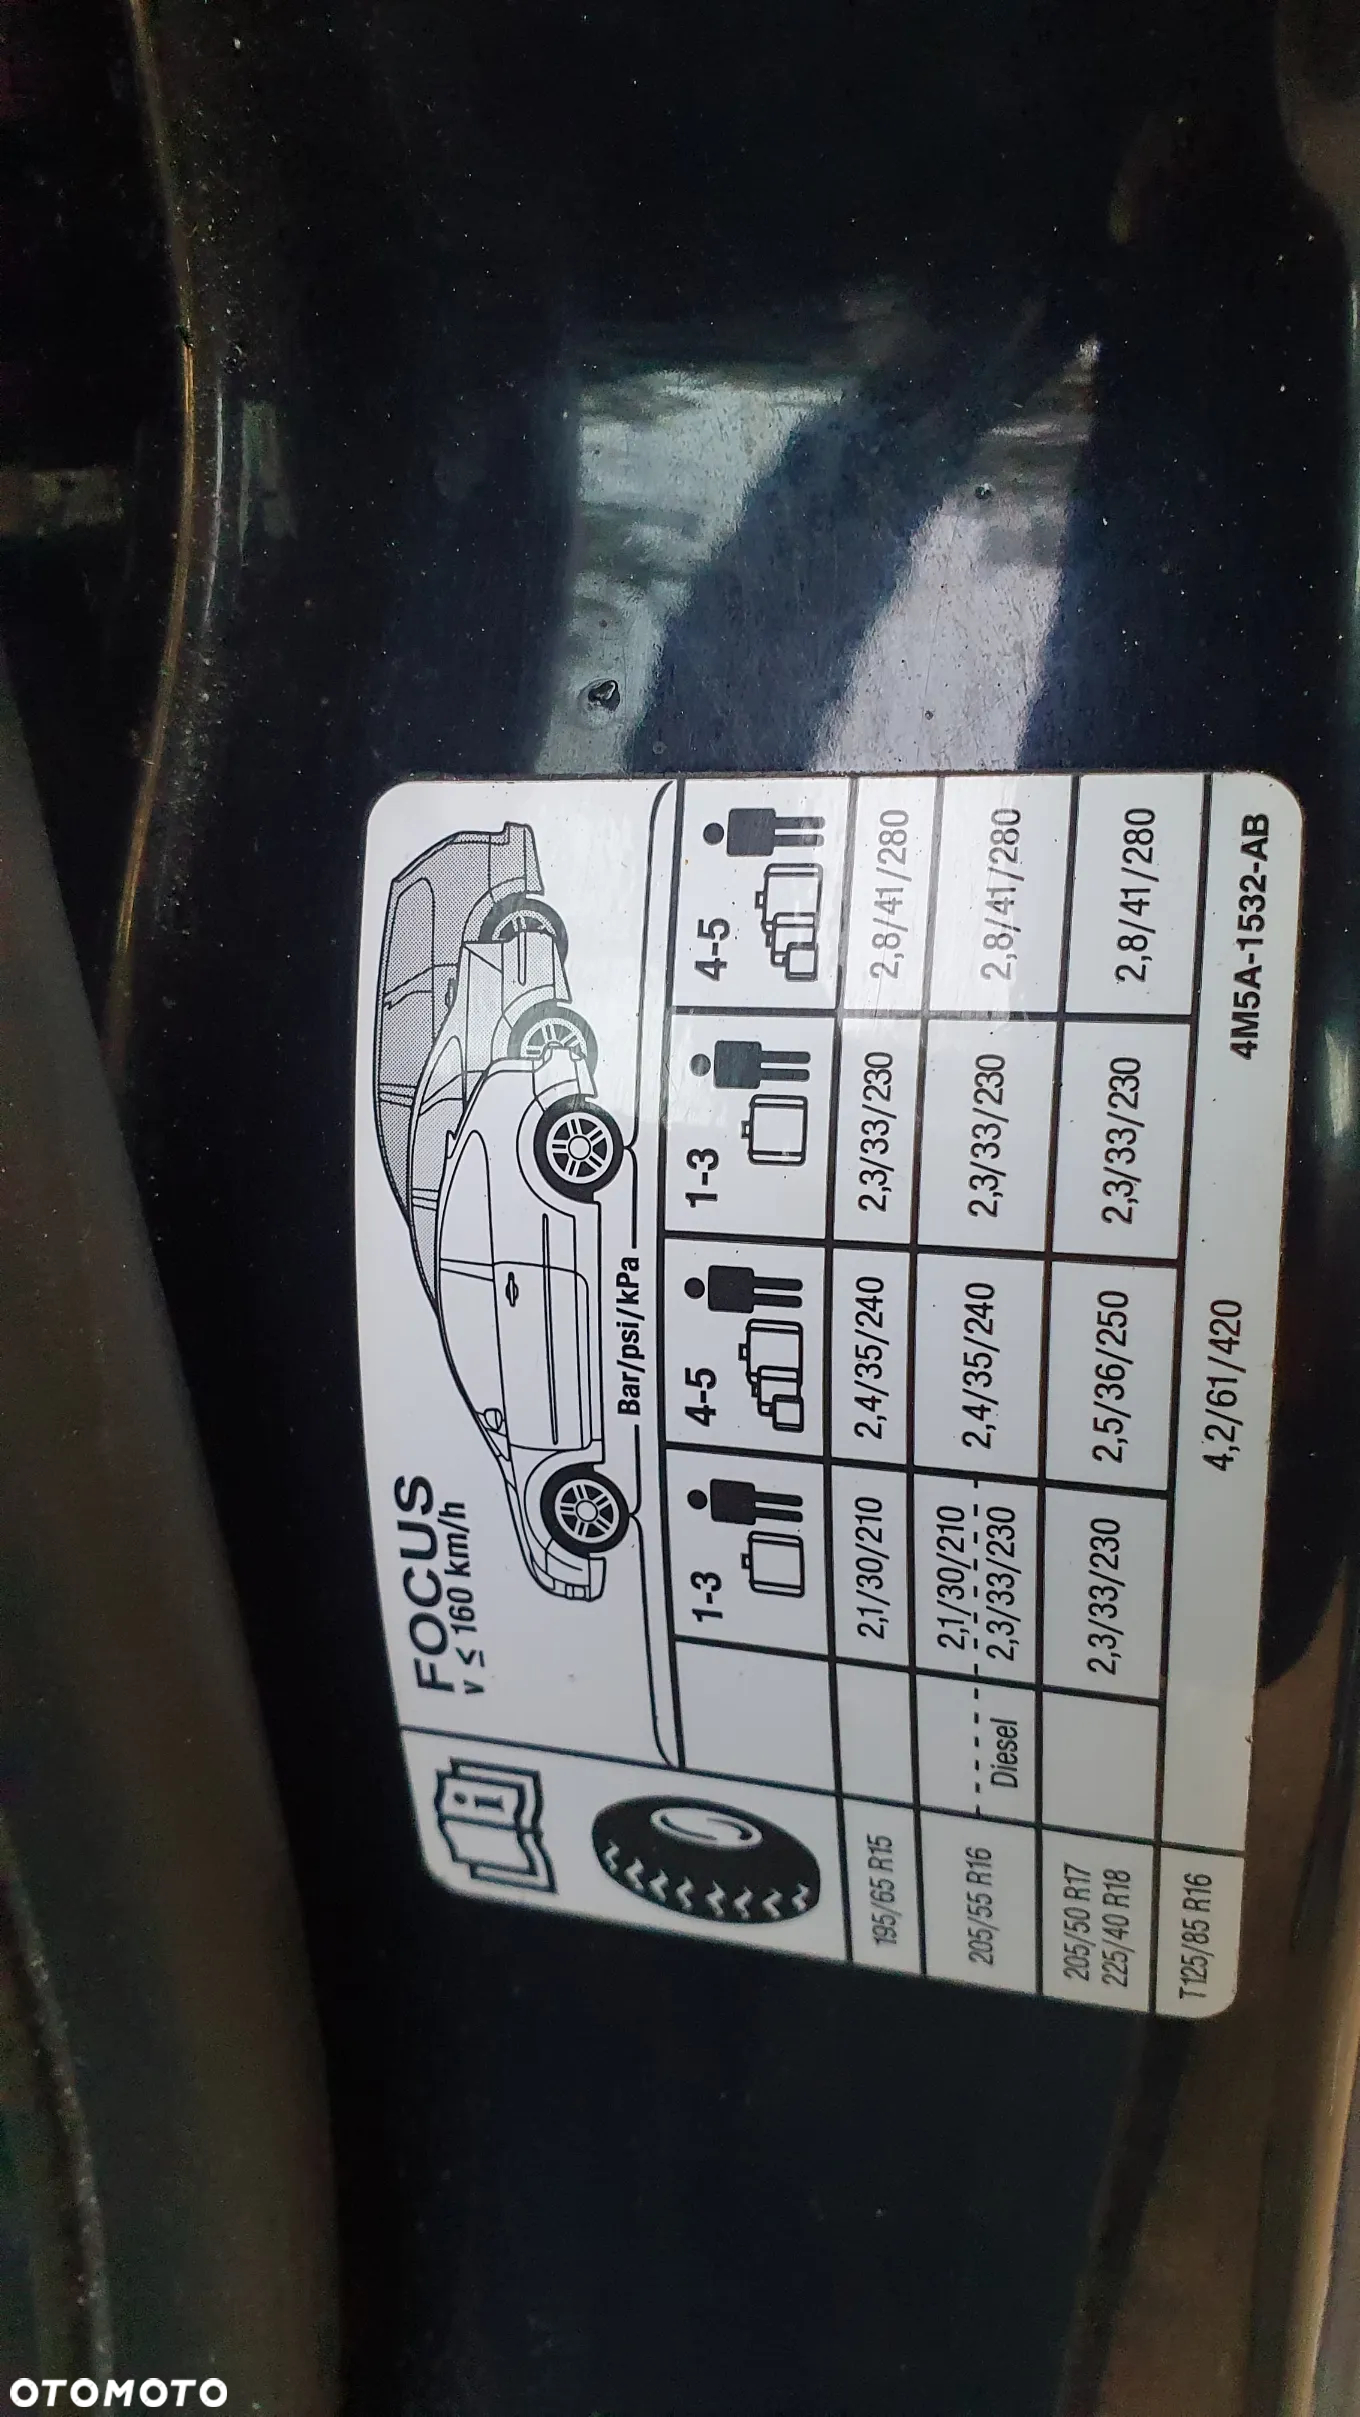 FOCUS
v ≤ 160 km/h
Bar/psi/kPa
1-3 4-5 1-3 4-5
195/65 R15 2,1/30/210 2,4/35/240 2,3/33/230 2,8/41/280
205/55 R16 2,1/30/210 2,4/35/240 2,3/33/230 2,8/41/280
Diesel 2,3/33/230
205/50 R17
225/40 R18 2,3/33/230 2,5/36/250 2,3/33/230 2,8/41/280
T125/85 R16 4,2/61/420
4M5A-1532-AB
OTOMOTO